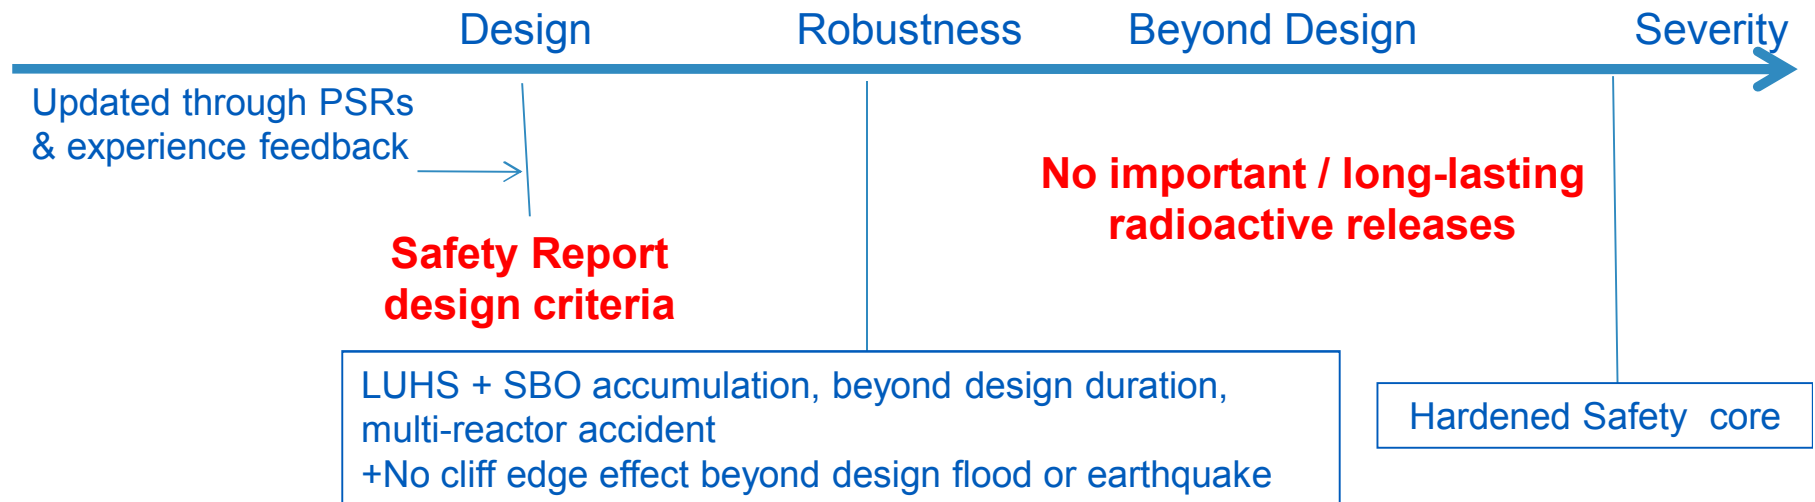 Design
Robustness
Beyond Design
Severity
Updated through PSRs
& experience feedback
No important / long-lasting
radioactive releases
Safety Report
design criteria
LUHS + SBO accumulation, beyond design duration,
multi-reactor accident
+No cliff edge effect beyond design flood or earthquake
Hardened Safety core